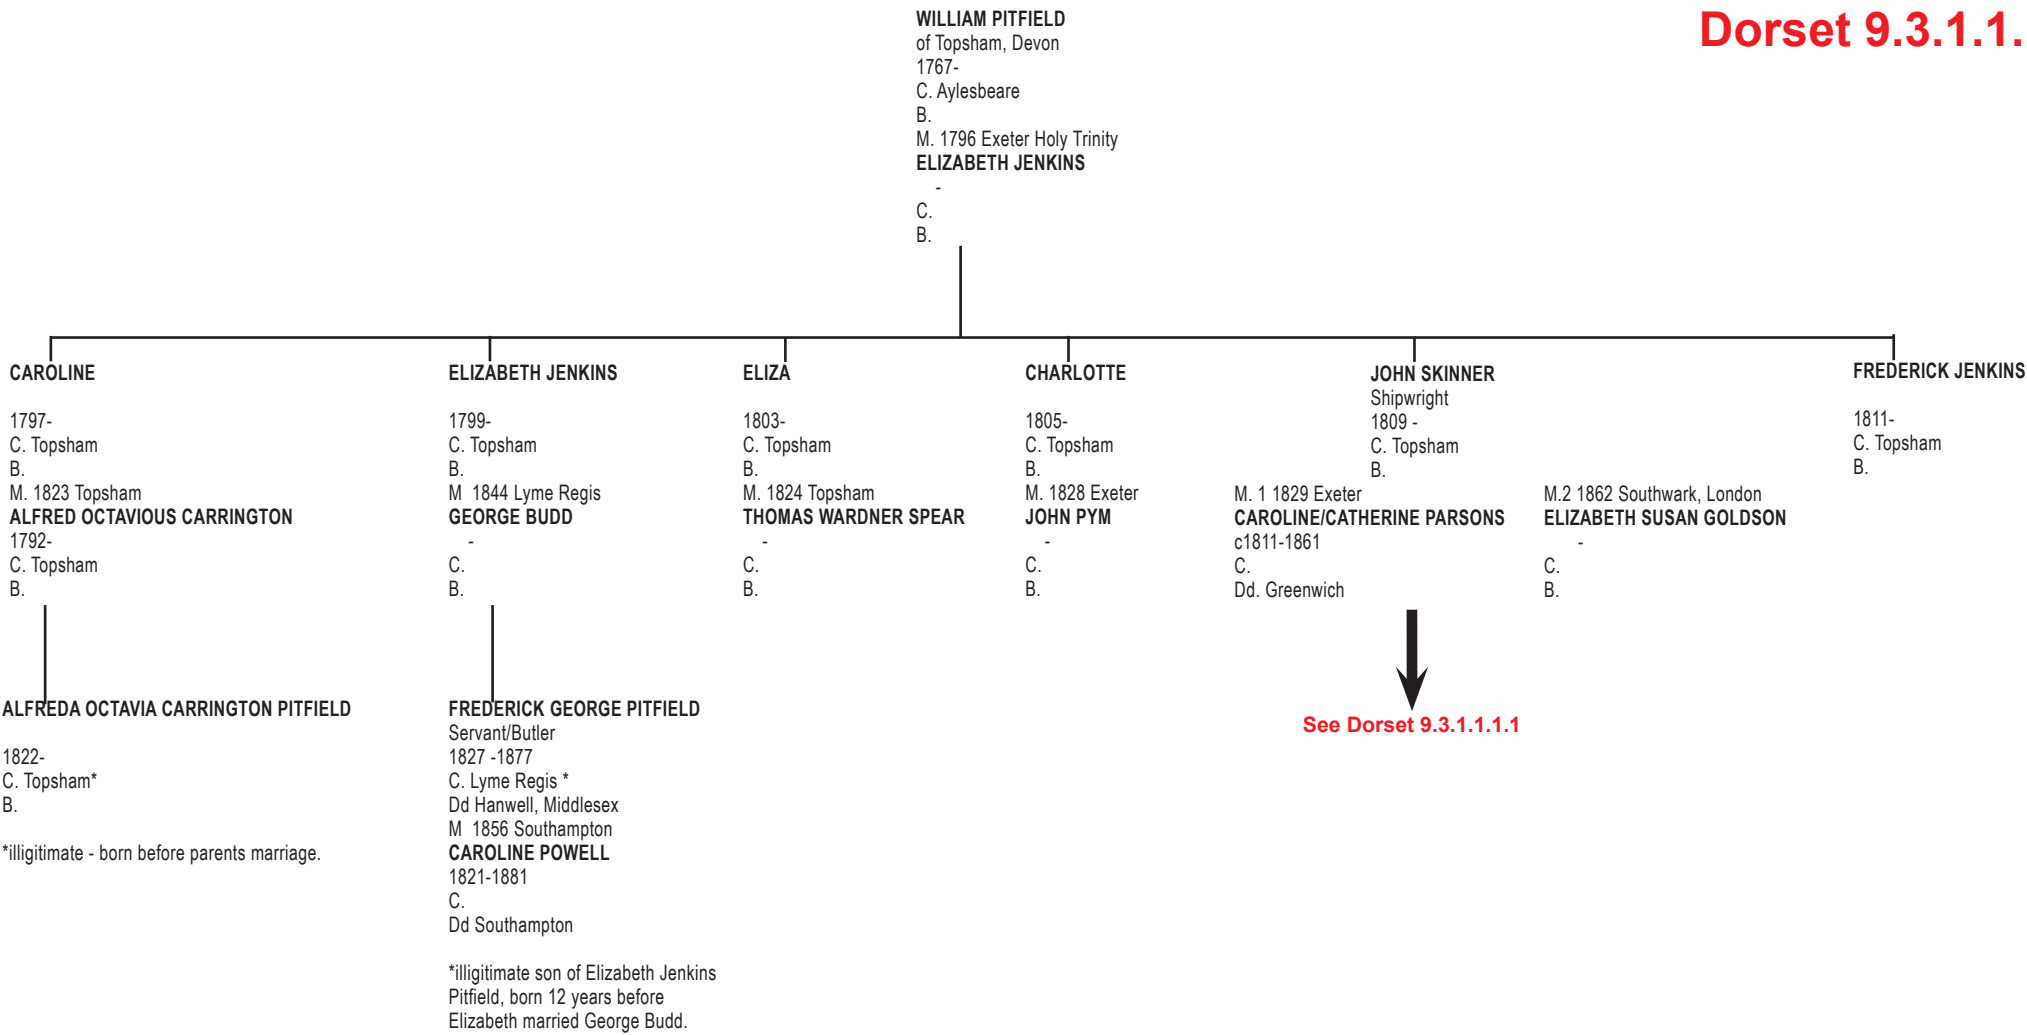 Dorset 9.3.1.1.
WILLIAM PITFIELD
of Topsham, Devon
1767-
C. Aylesbeare
B.
M. 1796 Exeter Holy Trinity
ELIZABETH JENKINS
-
C.
B.
CAROLINE
1797-
C. Topsham
B.
M. 1823 Topsham
ALFRED OCTAVIOUS CARRINGTON
1792-
C. Topsham
B.
ELIZABETH JENKINS
1799-
C. Topsham
B.
M 1844 Lyme Regis
GEORGE BUDD
-
C.
B.
ELIZA
1803-
C. Topsham
B.
M. 1824 Topsham
THOMAS WARDNER SPEAR
-
C.
B.
CHARLOTTE
1805-
C. Topsham
B.
M. 1828 Exeter
JOHN PYM
-
C.
B.
JOHN SKINNER
Shipwright
1809 -
C. Topsham
B.
M. 1 1829 Exeter
CAROLINE/CATHERINE PARSONS
c1811-1861
C.
Dd. Greenwich
M.2 1862 Southwark, London
ELIZABETH SUSAN GOLDSON
-
C.
B.
FREDERICK JENKINS
1811-
C. Topsham
B.
ALFREDA OCTAVIA CARRINGTON PITFIELD
1822-
C. Topsham*
B.
*illigitimate - born before parents marriage.
FREDERICK GEORGE PITFIELD
Servant/Butler
1827 -1877
C. Lyme Regis *
Dd Hanwell, Middlesex
M 1856 Southampton
CAROLINE POWELL
1821-1881
C.
Dd Southampton
*illigitimate son of Elizabeth Jenkins
Pitfield, born 12 years before
Elizabeth married George Budd.
See Dorset 9.3.1.1.1.1